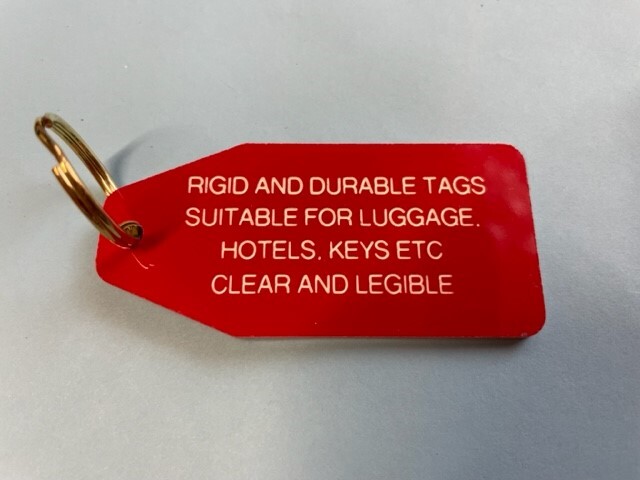 RIGID AND DURABLE TAGS
SUITABLE FOR LUGGAGE.
HOTELS, KEYS ETC
CLEAR AND LEGIBLE